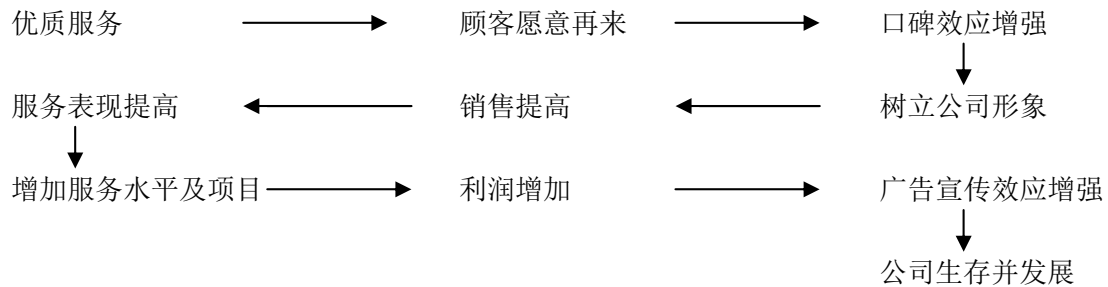 优质服务 顾客愿意再来 口碑效应增强
服务表现提高 销售提高 树立公司形象
增加服务水平及项目 利润增加 广告宣传效应增强
公司生存并发展